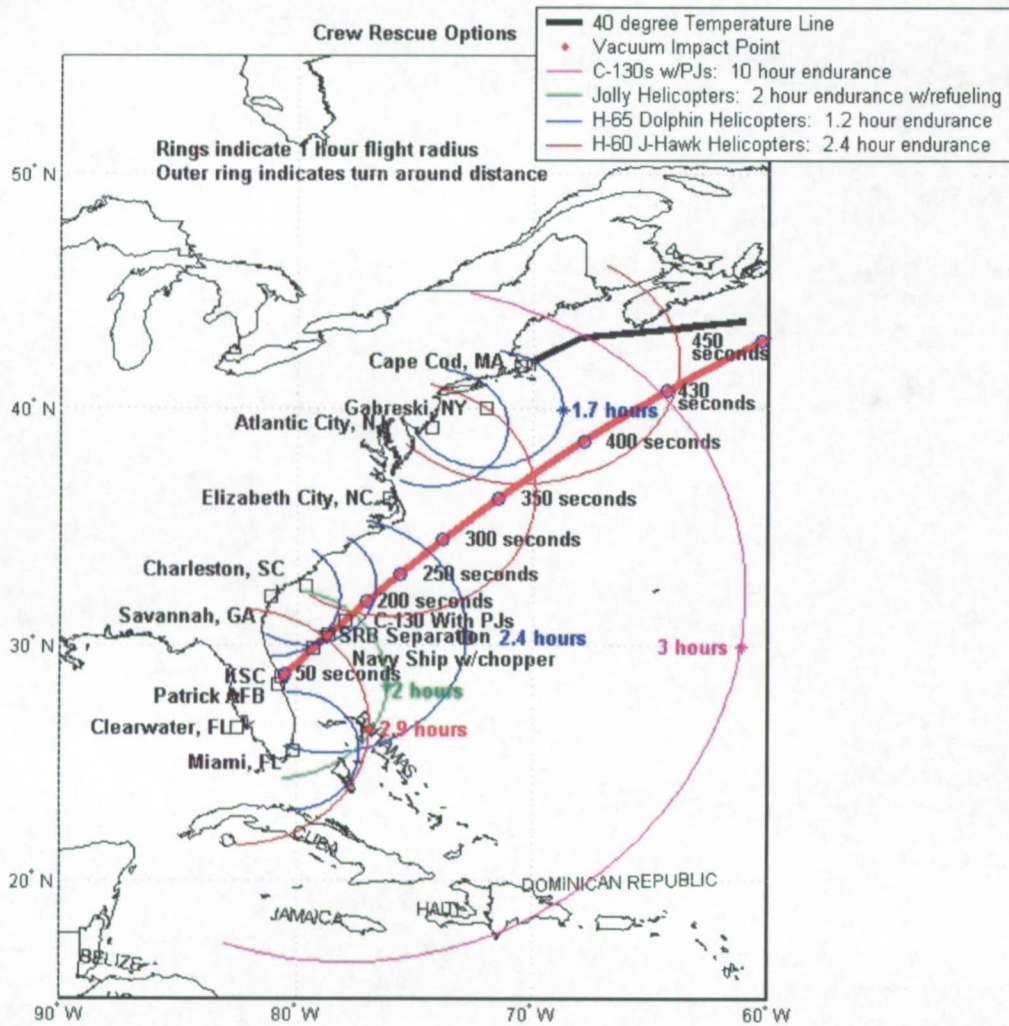 Crew Rescue Options
40 degree Temperature Line
Vacuum Impact Point
C-130s w/PJs: 10 hour endurance
Jolly Helicopters: 2 hour endurance w/refueling
H-65 Dolphin Helicopters: 1.2 hour endurance
H-60 J-Hawk Helicopters: 2.4 hour endurance
Rings indicate 1 hour flight radius
Outer ring indicates turn around distance
50° N
450
seconds
Cape Cod, MA
430
seconds
40° N
Gabreski, NY
1.7 hours
Atlantic City, NJ
400 seconds
Elizabeth City, NC
350 seconds
300 seconds
Charleston, SC
250 seconds
200 seconds
Savannah, GA
C-130 With PJs
30° N
SRB Separation
2.4 hours
3 hours
Navy Ship w/chopper
KSC
50 seconds
Patrick AFB
2 hours
Clearwater, FL
2.9 hours
Miami, FL
CUBA
20° N
DOMINICAN REPUBLIC
JAMAICA
HAITI
BELIZE
90° W
80° W
70° W
60° W